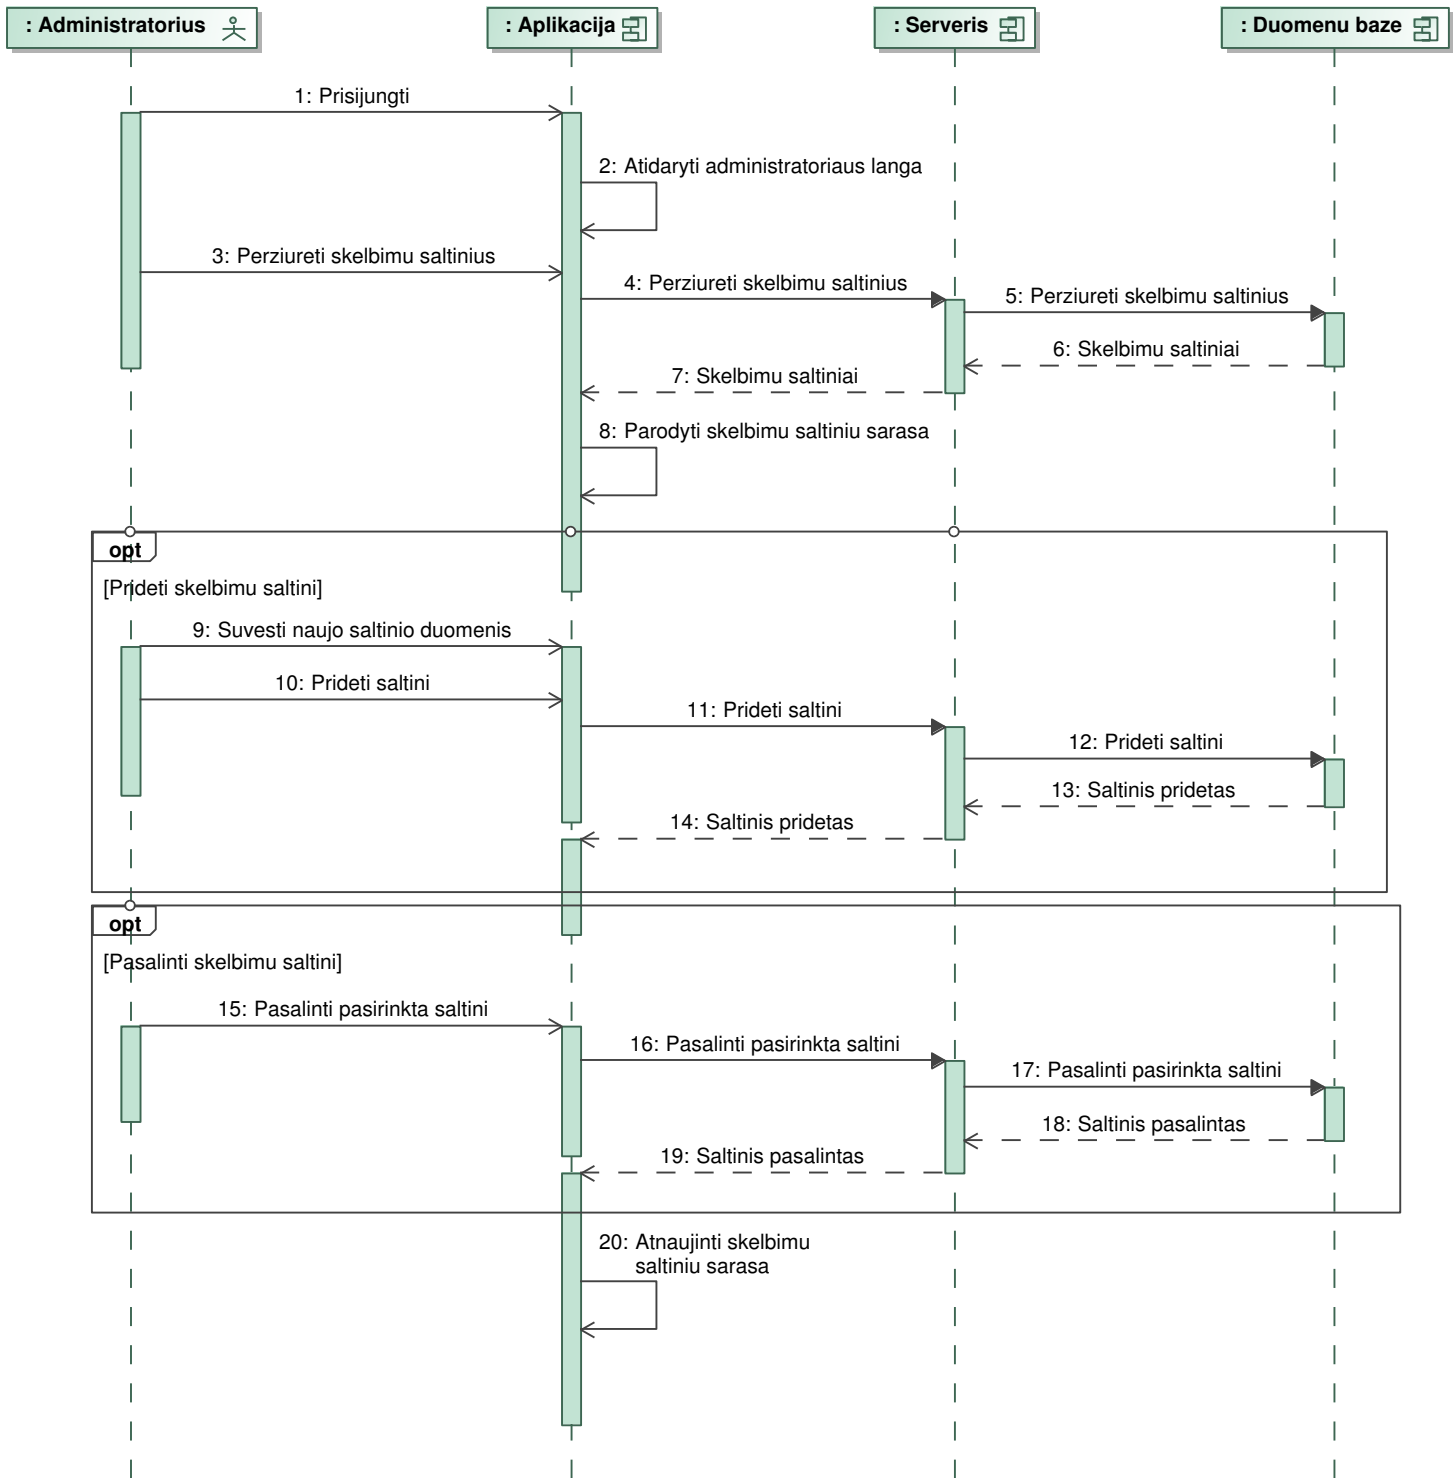 : Administratorius
: Aplikacija
: Serveris
: Duomenu baze
1: Prisijungti
2: Atidaryti administratoriaus langa
3: Perziureti skelbimu saltinius
4: Perziureti skelbimu saltinius
5: Perziureti skelbimu saltinius
6: Skelbimu saltiniai
7: Skelbimu saltiniai
8: Parodyti skelbimu saltiniu sarasa
opt
[Prideti skelbimu saltini]
9: Suvesti naujo saltinio duomenis
10: Prideti saltini
11: Prideti saltini
12: Prideti saltini
13: Saltinis pridetas
14: Saltinis pridetas
opt
[Pasalinti skelbimu saltini]
15: Pasalinti pasirinkta saltini
16: Pasalinti pasirinkta saltini
17: Pasalinti pasirinkta saltini
18: Saltinis pasalintas
19: Saltinis pasalintas
20: Atnaujinti skelbimu
saltiniu sarasa